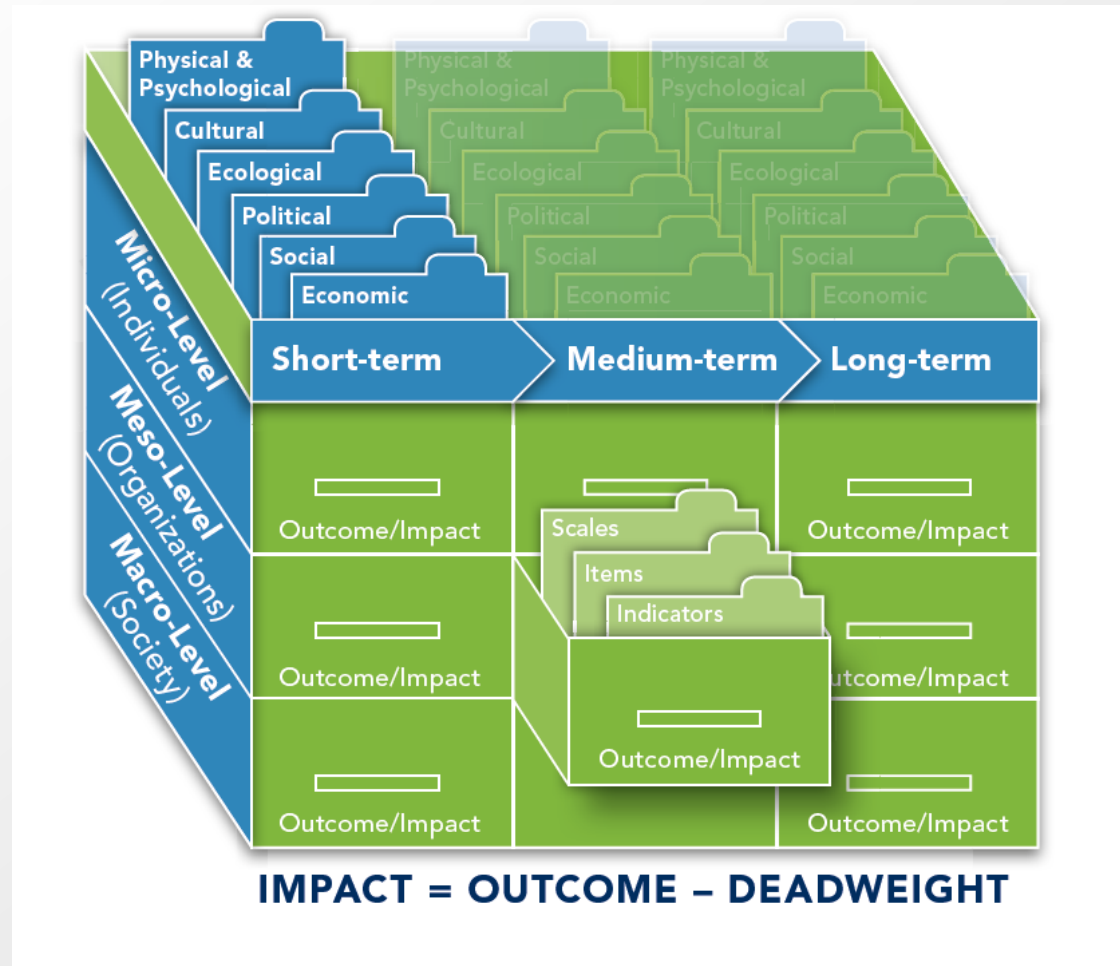 Physical &
Psychological
Cultural
Ecological
Political
Social
Economic
Physical &
Psychological
Cultural
Ecological
Political
Social
Economic
Physical &
Psychological
Cultural
Ecological
Political
Social
Economic
Micro-Level
(Individuals)
Meso-Level
(Organizations)
Macro-Level
(Society)
Short-term
Medium-term
Long-term
Outcome/Impact
Scales
Items
Indicators
Outcome/Impact
Outcome/Impact
Outcome/Impact
utcome/Impact
Outcome/Impact
Outcome/Impact
IMPACT = OUTCOME – DEADWEIGHT